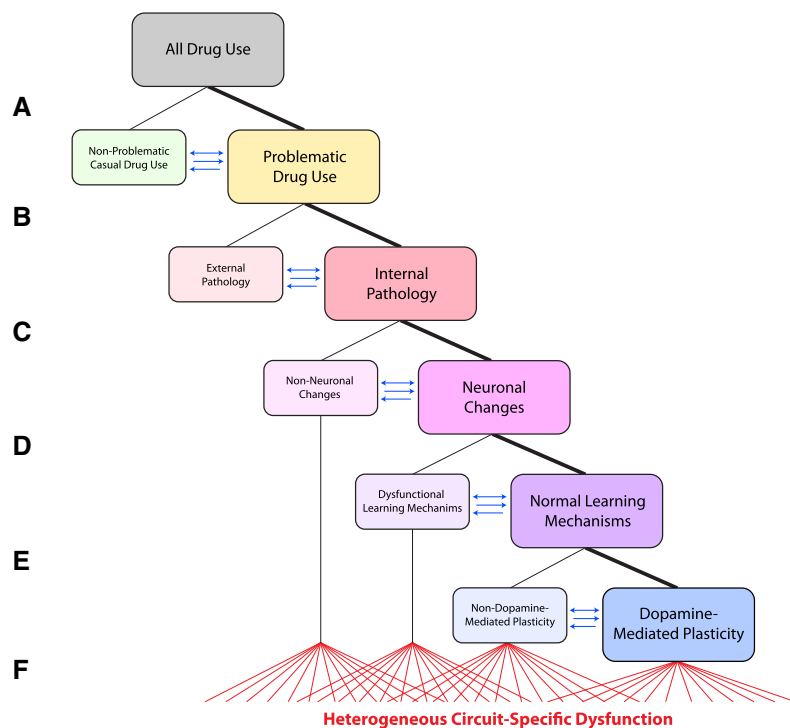 All Drug Use
A
Non-Problematic
Casual Drug Use
Problematic
Drug Use
B
External
Pathology
Internal
Pathology
C
Non-Neuronal
Changes
Neuronal
Changes
D
Dysfunctional
Learning Mechanims
Normal Learning
Mechanisms
E
Non-Dopamine-
Mediated Plasticity
Dopamine-
Mediated Plasticity
F
Heterogeneous Circuit-Specific Dysfunction